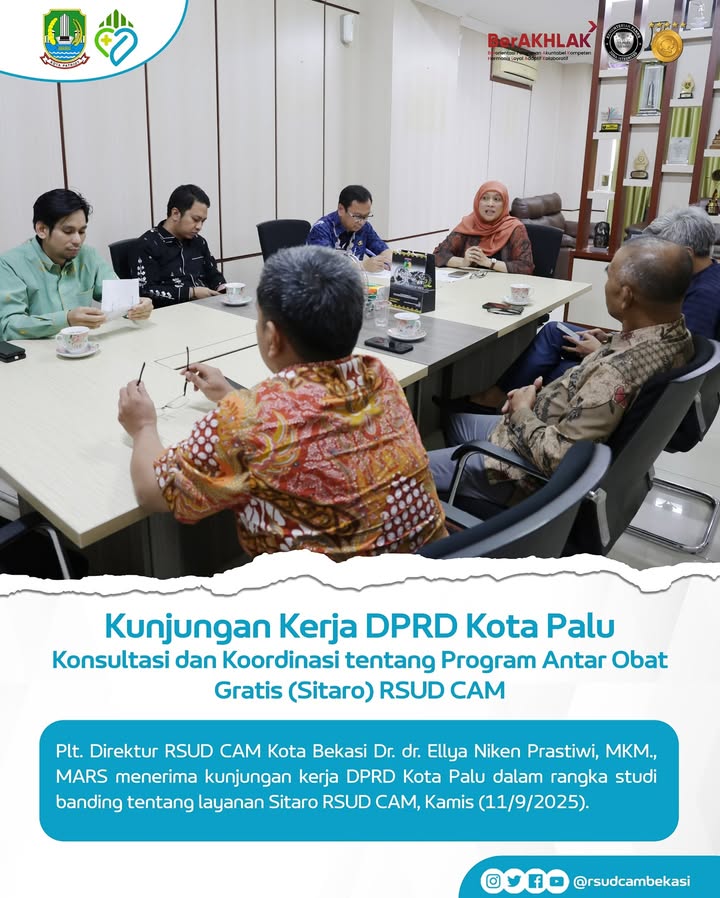 KOTA PATRIOT
BerAKHLAK
Kunjungan Kerja DPRD Kota Palu
Konsultasi dan Koordinasi tentang Program Antar Obat
Gratis (Sitaro) RSUD CAM
Plt. Direktur RSUD CAM Kota Bekasi Dr. dr. Ellya Niken Prastiwi, MKM.,
MARS menerima kunjungan kerja DPRD Kota Palu dalam rangka studi
banding tentang layanan Sitaro RSUD CAM, Kamis (11/9/2025).
@rsudcambekasi